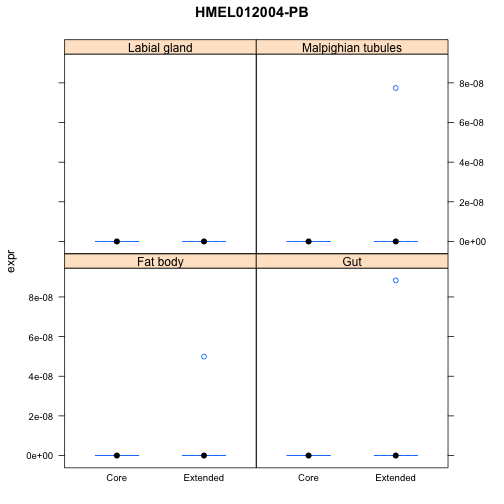 HMEL012004-PB
Labial gland Malpighian tubules
8e-08
6e-08
4e-08
2e-08
0e+00
expr
Fat body Gut
8e-08
6e-08
4e-08
2e-08
0e+00
Core Extended Core Extended